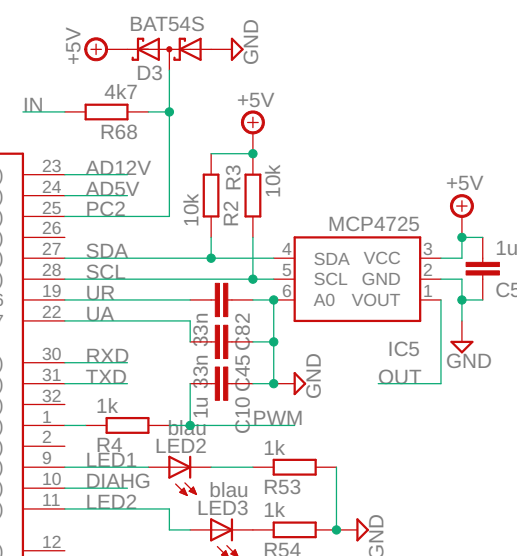 BAT54S
+5V
GND
D3
4k7
IN
R68
+5V
23 AD12V
24 AD5V
25 PC2
26
27 SDA
28 SCL
19 UR
22 UA
10k
R2
R3
10k
+5V
MCP4725
4 SDA VCC 3
5 SCL GND 2
6 A0 VOUT 1
1u
C5
GND
IC5
OUT
33n C82
33n C45
1u C10
GND
30 RXD
31 TXD
32
1k
1
R4
PWM
2
blau
LED2
9 LED1
10 DIAHG
11 LED2
1k
R53
blau
LED3
1k
R54
GND
12